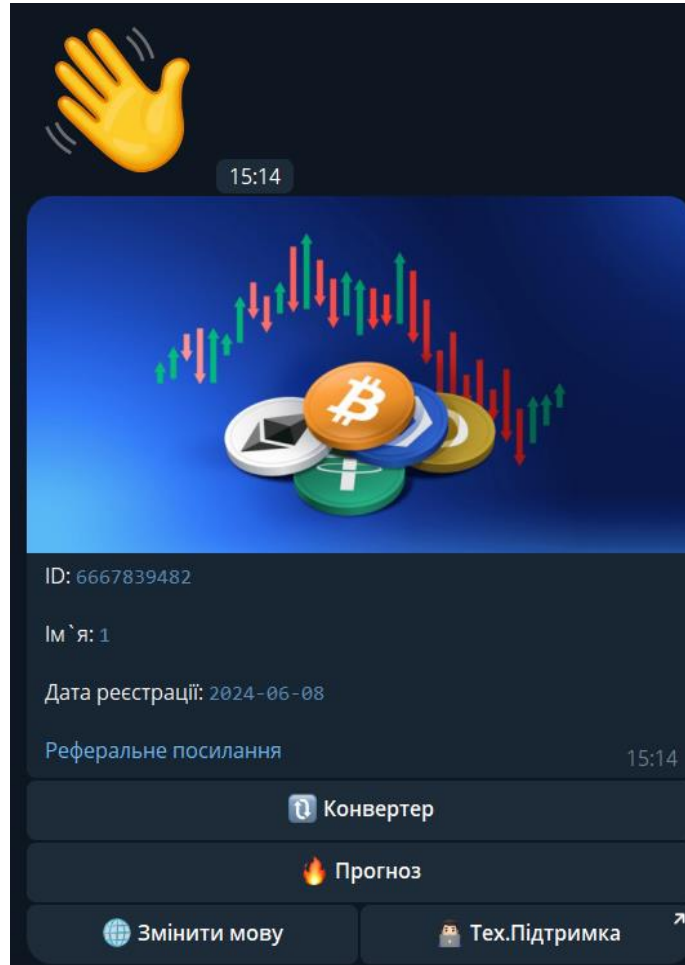 15:14
ID: 6667839482
Ім`я: 1
Дата реєстрації: 2024-06-08
Реферальне посилання
15:14
Конвертер
Прогноз
Змінити мову
Тех.Підтримка